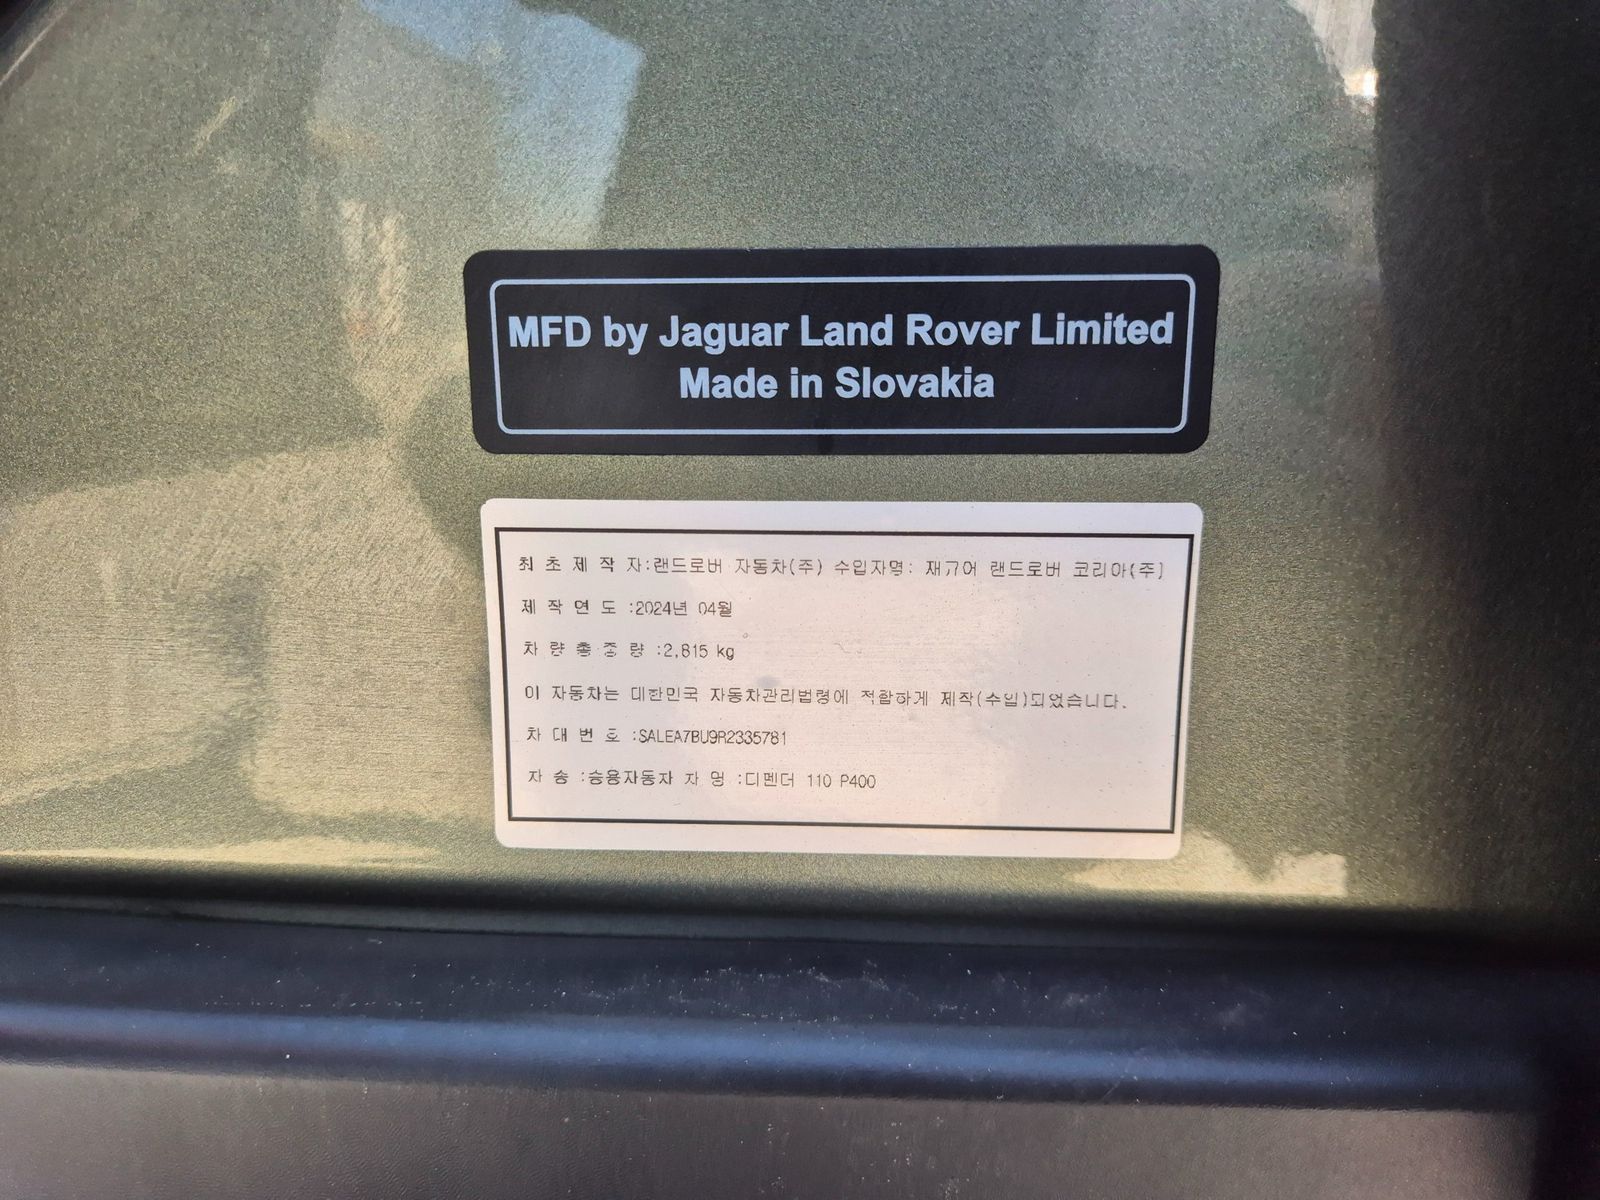 MFD by Jaguar Land Rover Limited
Made in Slovakia
최 초 제 작 자:랜드로버 자동차(주) 수입자명: 재규어 랜드로버 코리아(주)
제 작 연 도 :2024년 04월
차 량 총 중 량 :2,815 kg
이 자동차는 대한민국 자동차관리법령에 적합하게 제작(수입)되었습니다.
차 대 번 호 :SALEA7BU9R2335781
차 종 :승용자동차 차 명 :디펜더 110 P400